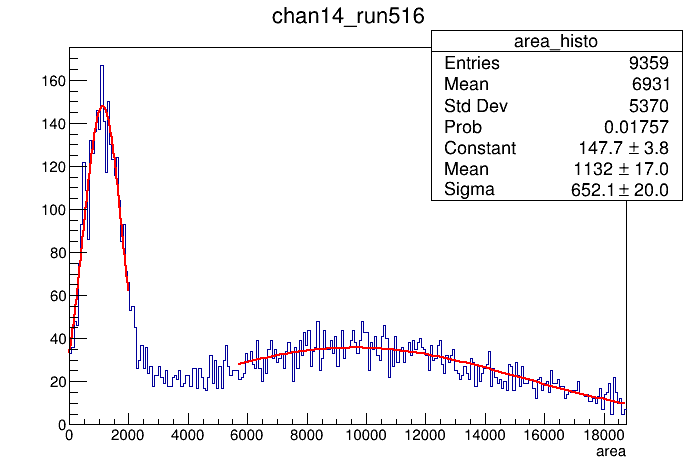 chan14_run516
area_histo
Entries 9359
Mean 6931
Std Dev 5370
Prob 0.01757
Constant 147.7 ± 3.8
Mean 1132 ± 17.0
Sigma 652.1 ± 20.0
160
140
120
100
80
60
40
20
0
0 2000 4000 6000 8000 10000 12000 14000 16000 18000
area